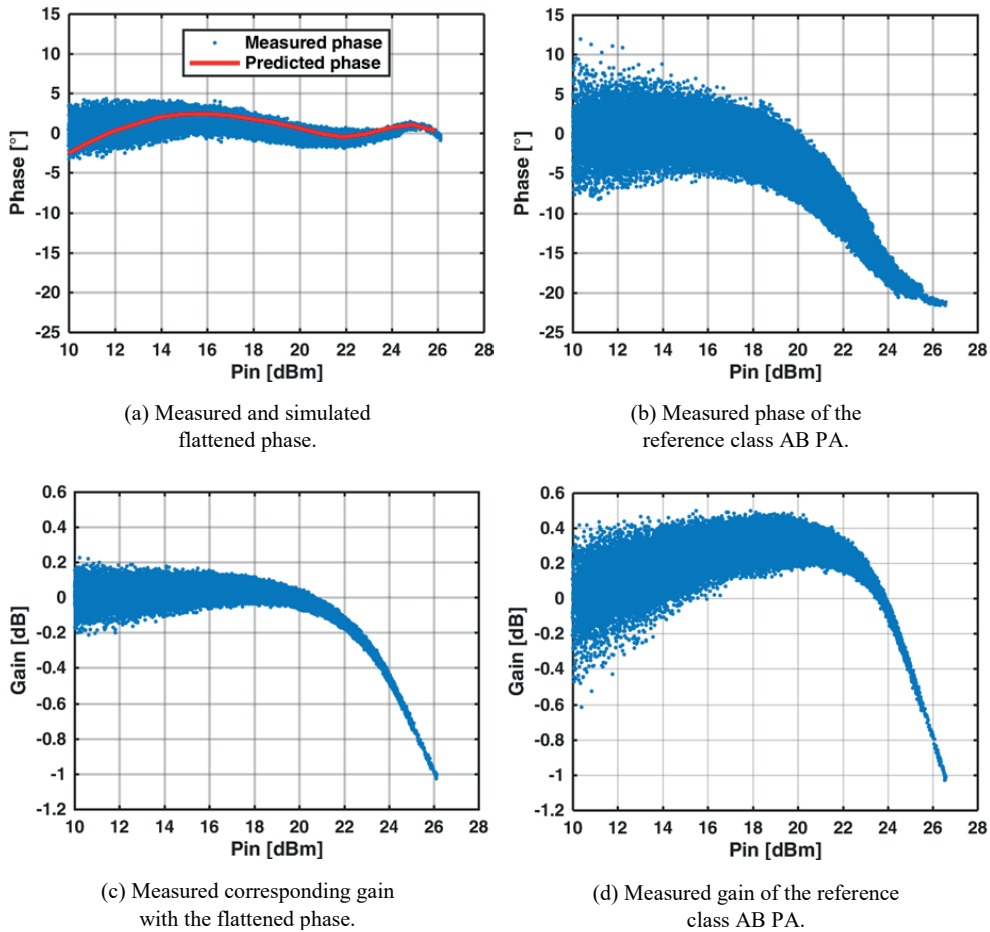 15
10
5
0
-5
-10
-15
-20
-25
Phase [°]
Measured phase
Predicted phase
10 12 14 16 18 20 22 24 26 28
Pin [dBm]
(a) Measured and simulated
flattened phase.
15
10
5
0
-5
-10
-15
-20
-25
Phase [°]
10 12 14 16 18 20 22 24 26 28
Pin [dBm]
(b) Measured phase of the
reference class AB PA.
0.6
0.4
0.2
0
-0.2
-0.4
-0.6
-0.8
-1
-1.2
Gain [dB]
10 12 14 16 18 20 22 24 26 28
Pin [dBm]
(c) Measured corresponding gain
with the flattened phase.
0.6
0.4
0.2
0
-0.2
-0.4
-0.6
-0.8
-1
-1.2
Gain [dB]
10 12 14 16 18 20 22 24 26 28
Pin [dBm]
(d) Measured gain of the reference
class AB PA.